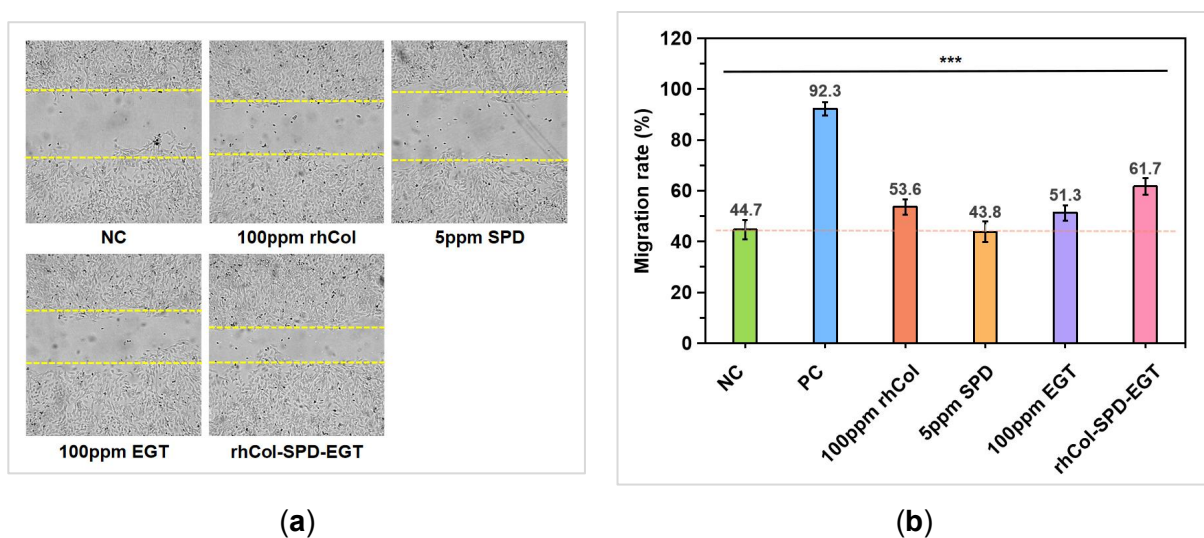 NC
100ppm rhCol
5ppm SPD
100ppm EGT
rhCol-SPD-EGT
(a)
Migration rate (%)
120
100
80
60
40
20
0
***
44.7
92.3
53.6
43.8
51.3
61.7
NC
PC
100ppm rhCol
5ppm SPD
100ppm EGT
rhCol-SPD-EGT
(b)